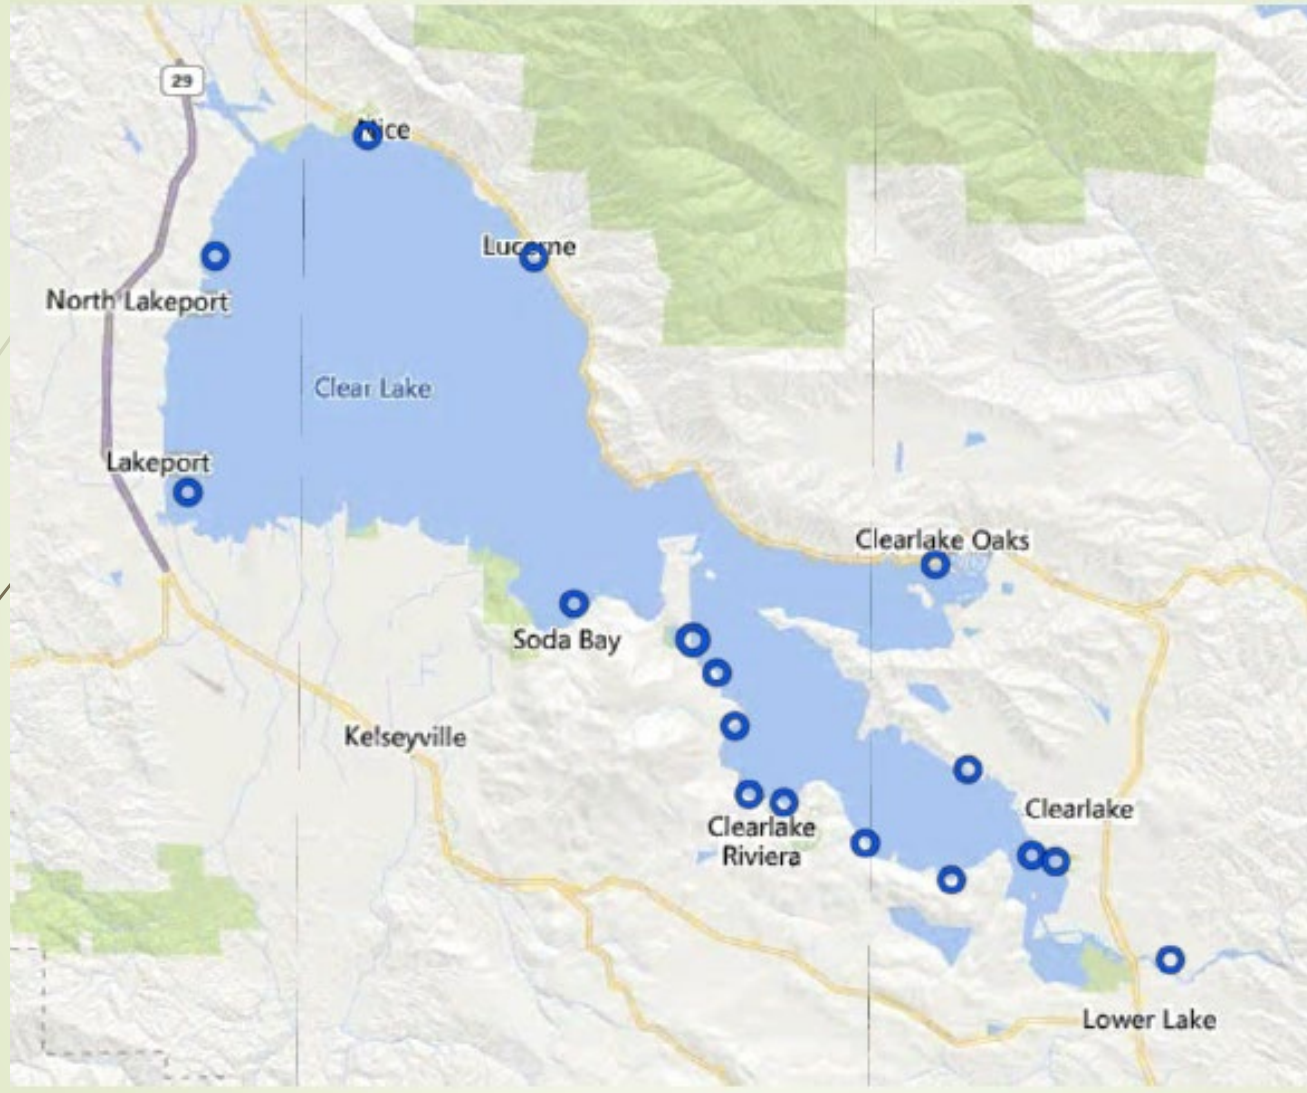 29
Nice
Lucerne
North Lakeport
Clear Lake
Lakeport
Clearlake Oaks
Soda Bay
Kelseyville
Clearlake
Clearlake
Riviera
Lower Lake